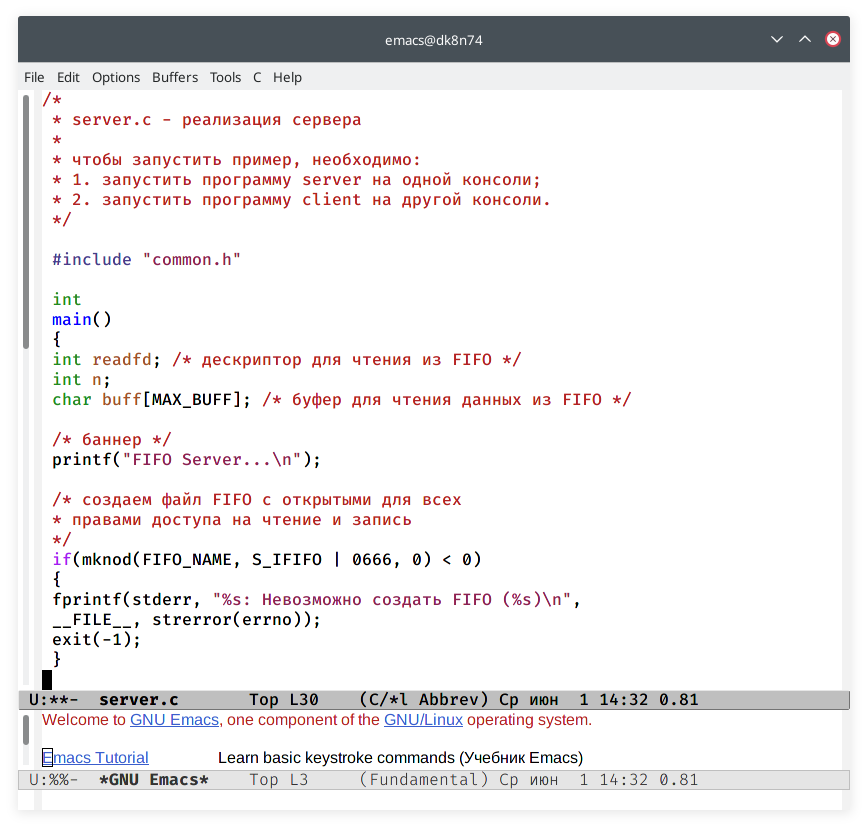 emacs@dk8n74
File Edit Options Buffers Tools C Help
/*
* server.c - реализация сервера
*
* чтобы запустить пример, необходимо:
* 1. запустить программу server на одной консоли;
* 2. запустить программу client на другой консоли.
*/
#include "common.h"
int
main()
{
int readfd; /* дескриптор для чтения из FIFO */
int n;
char buff[MAX_BUFF]; /* буфер для чтения данных из FIFO */
/* баннер */
printf("FIFO Server...\n");
/* создаем файл FIFO с открытыми для всех
* правами доступа на чтение и запись
*/
if(mknod(FIFO_NAME, S_IFIFO | 0666, 0) < 0)
{
fprintf(stderr, "%s: Невозможно создать FIFO (%s)\n",
__FILE__, strerror(errno));
exit(-1);
}
U:**- server.c Top L30 (C/*l Abbrev) Ср июн 1 14:32 0.81
Welcome to GNU Emacs, one component of the GNU/Linux operating system.
Emacs Tutorial Learn basic keystroke commands (Учебник Emacs)
U:%%- *GNU Emacs* Top L3 (Fundamental) Ср июн 1 14:32 0.81